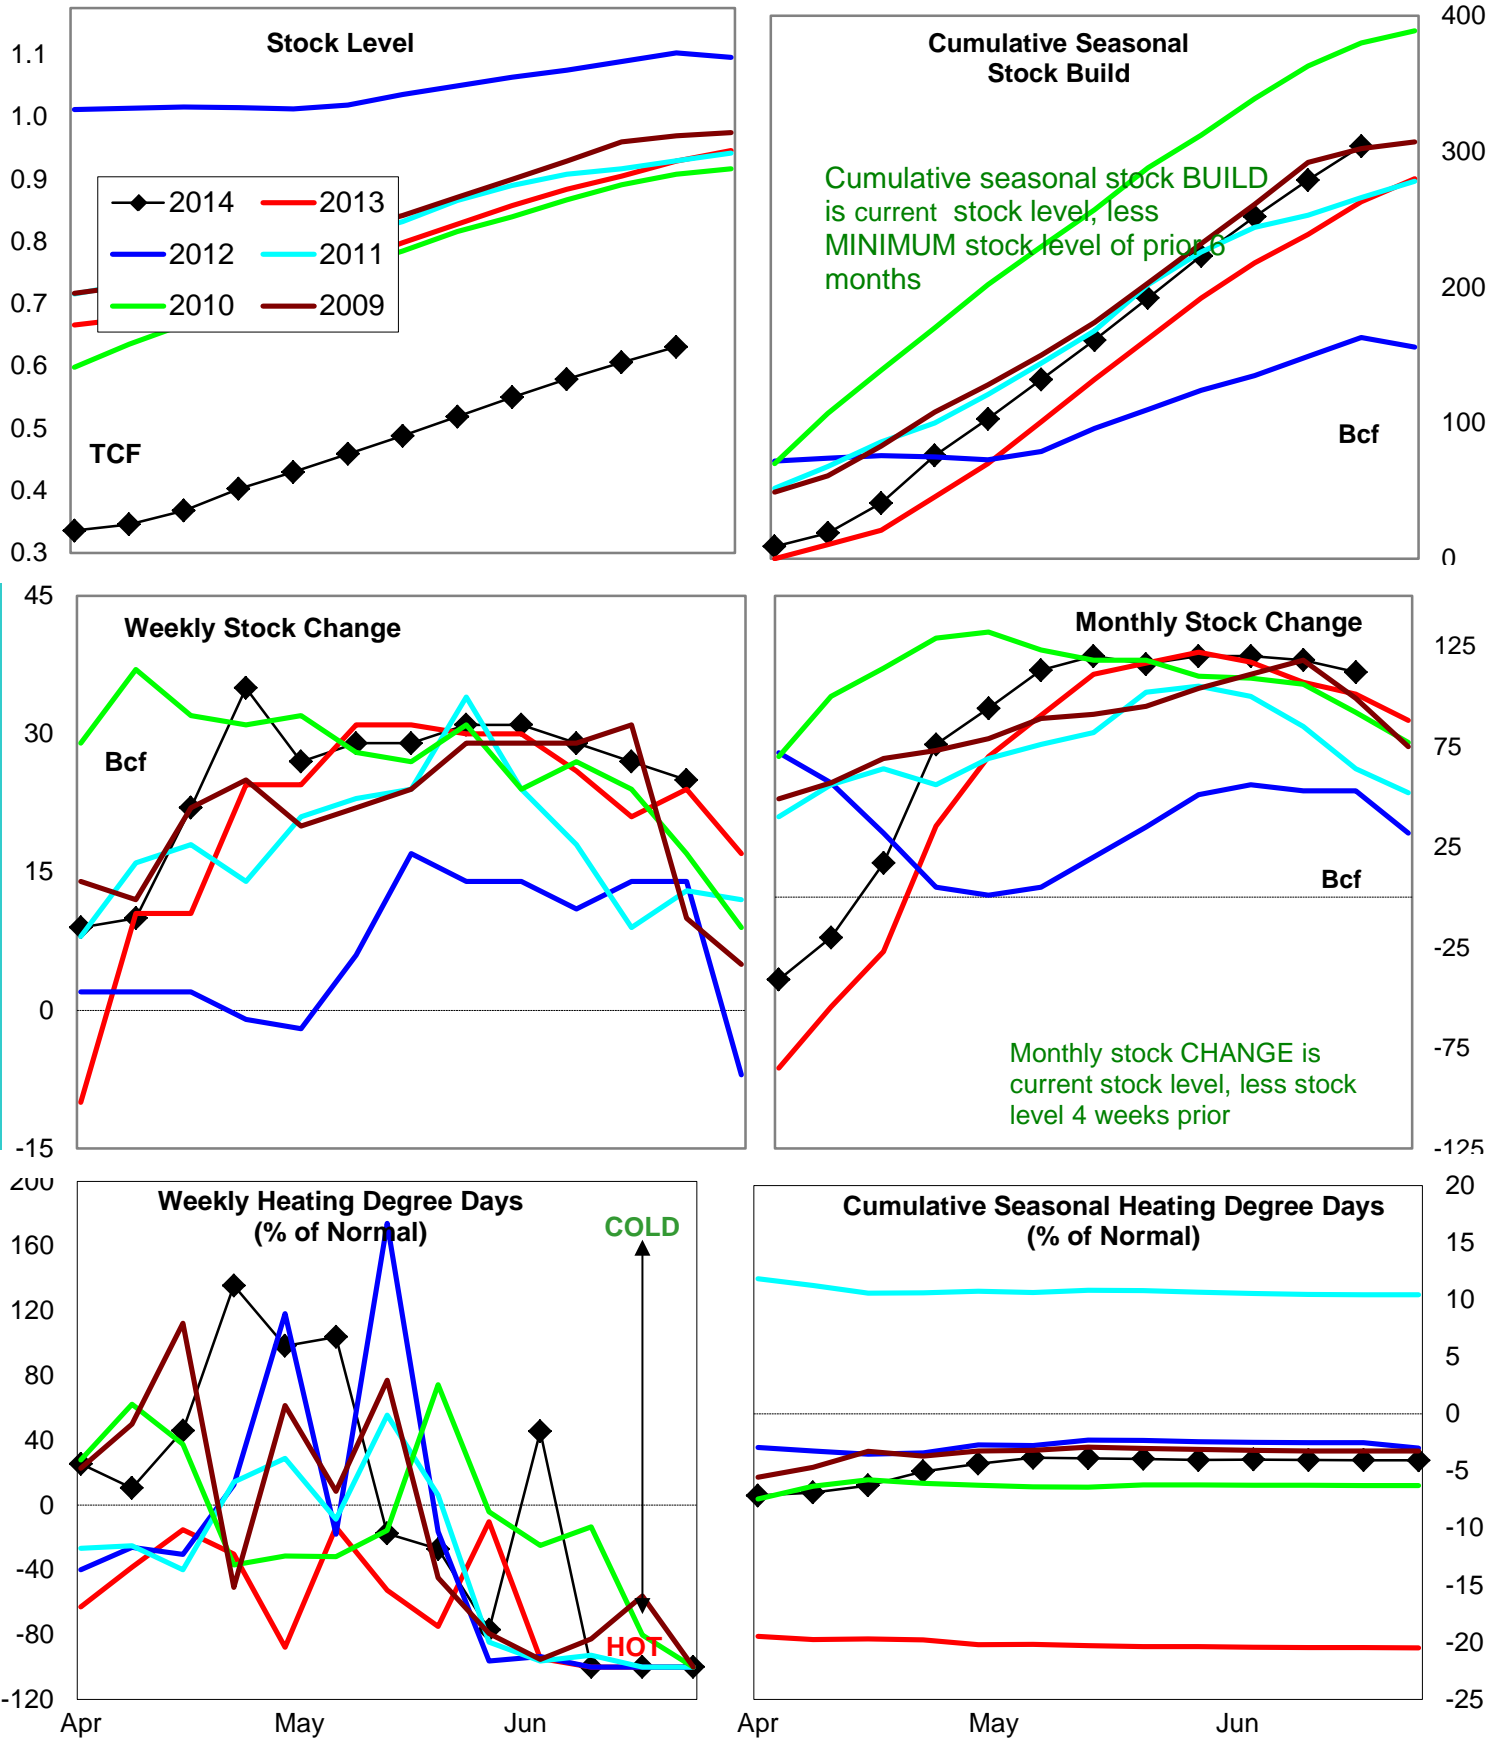 Stock Level
1.1
1.0
0.9
0.8
0.7
0.6
0.5
0.4
0.3
2014 2013
2012 2011
2010 2009
TCF
Cumulative Seasonal
Stock Build
400
300
200
100
0
Cumulative seasonal stock BUILD
is current stock level, less
MINIMUM stock level of prior 6
months
Bcf
Weekly Stock Change
45
30
15
0
-15
Bcf
Monthly Stock Change
125
75
25
-25
-75
-125
Bcf
Monthly stock CHANGE is
current stock level, less stock
level 4 weeks prior
Weekly Heating Degree Days
(% of Normal)
200
160
120
80
40
0
-40
-80
-120
COLD
HOT
Apr May Jun
Cumulative Seasonal Heating Degree Days
(% of Normal)
20
15
10
5
0
-5
-10
-15
-20
-25
Apr May Jun